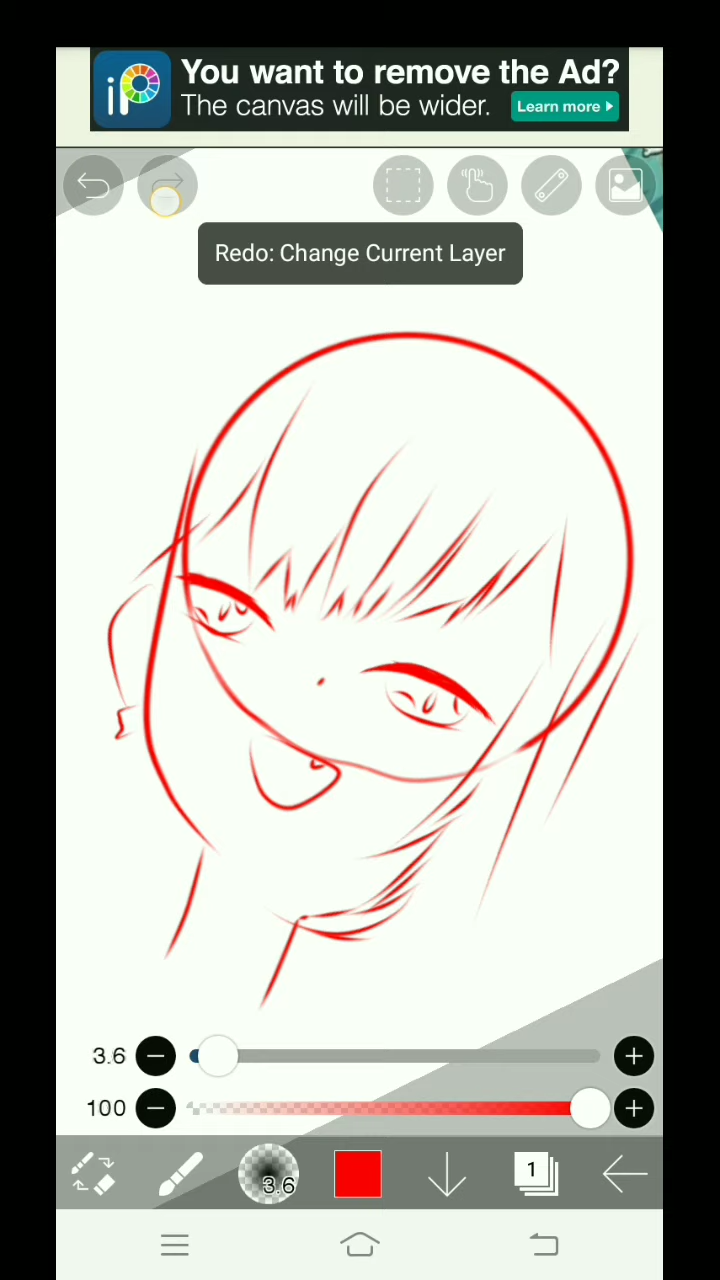 iP
You want to remove the Ad?
The canvas will be wider.
Learn more
Redo: Change Current Layer
3.6
100
3.6
1